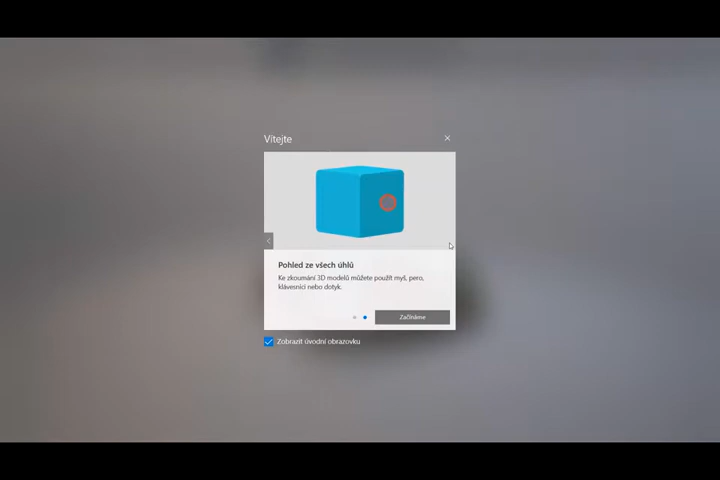 Vítejte
Pohled ze všech úhlů
Ke zkoumání 3D modelů můžete použít myš, pero,
klávesnici nebo dotyk.
Začínáme
Zobrazit úvodní obrazovku